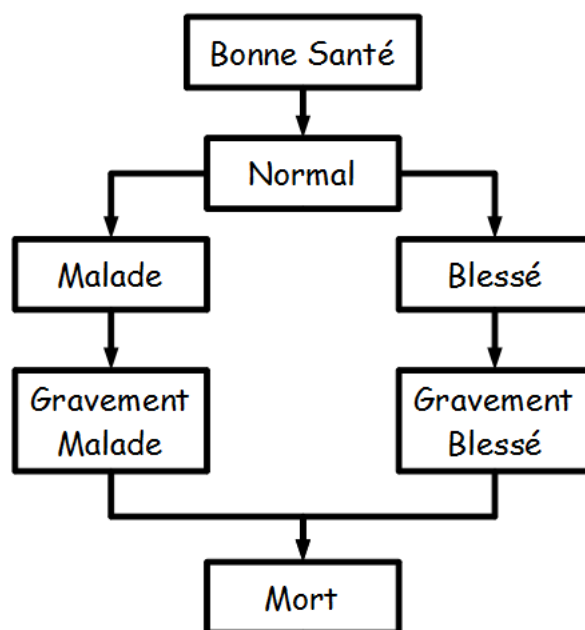 Bonne Santé
Normal
Malade
Blessé
Gravement
Malade
Gravement
Blessé
Mort